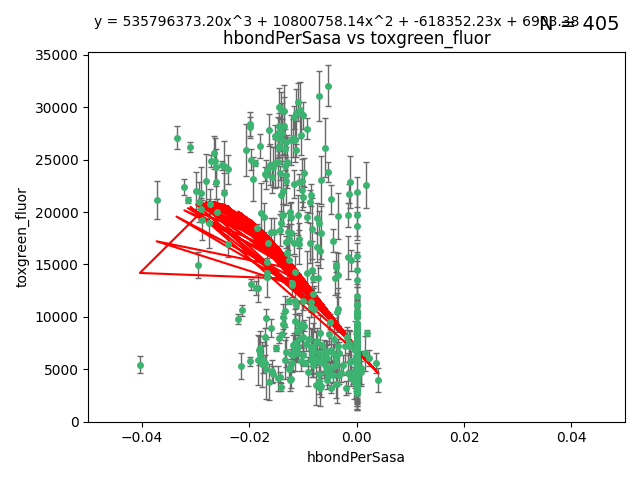 y = 535796373.20x^3 + 10800758.14x^2 + -618352.23x + 6903.33
N = 405
hbondPerSasa vs toxgreen_fluor
35000
30000
25000
20000
15000
10000
5000
0
toxgreen_fluor
−0.04
−0.02
0.00
0.02
0.04
hbondPerSasa